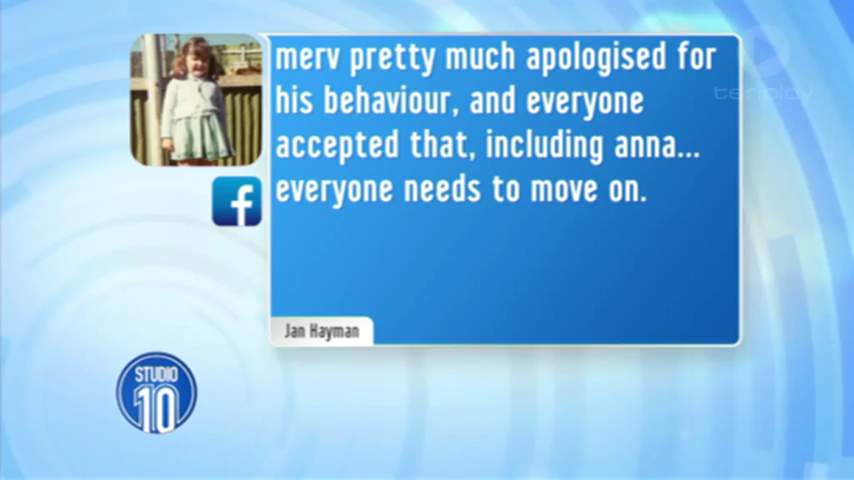 merv pretty much apologised for
his behaviour, and everyone
accepted that, including anna...
everyone needs to move on.
Jan Hayman
STUDIO
10
tenplay